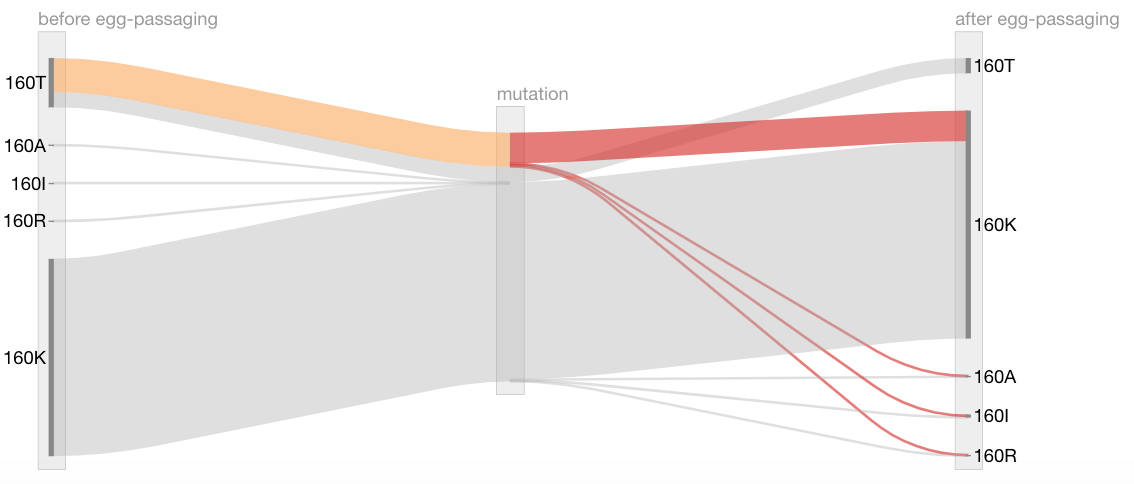 before egg-passaging
after egg-passaging
mutation
160T
160A
160I
160R
160K
160T
160K
160A
160I
160R